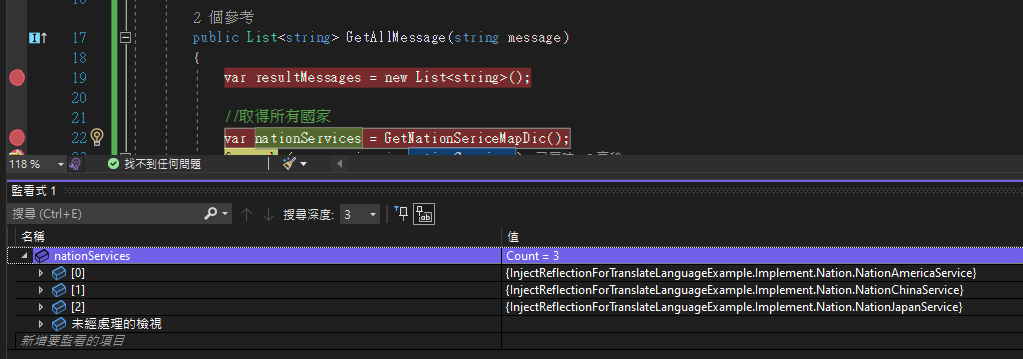 2 個參考
17 public List<string> GetAllMessage(string message)
18 {
19 var resultMessages = new List<string>();
20
21 //取得所有國家
22 var nationServices = GetNationSericeMapDic();
118 % 找不到任何問題
監看式 1
搜尋 (Ctrl+E) 搜尋深度: 3
名稱 值
nationServices Count = 3
[0] {InjectReflectionForTranslateLanguageExample.Implement.Nation.NationAmericaService}
[1] {InjectReflectionForTranslateLanguageExample.Implement.Nation.NationChinaService}
[2] {InjectReflectionForTranslateLanguageExample.Implement.Nation.NationJapanService}
未經處理的檢視
新增要監看的項目